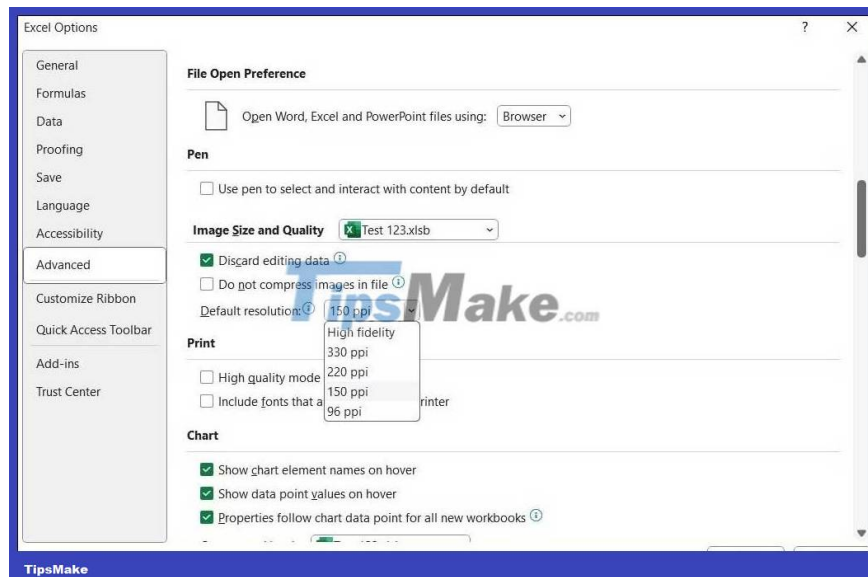 Excel Options ? ×
General
Formulas
Data
Proofing
Save
Language
Accessibility
Advanced
Customize Ribbon
Quick Access Toolbar
Add-ins
Trust Center
File Open Preference
Open Word, Excel and PowerPoint files using: Browser
Pen
Use pen to select and interact with content by default
Image Size and Quality Test 123.xlsb
Discard editing data
Do not compress images in file
Default resolution: 150 ppi
High fidelity
330 ppi
220 ppi
150 ppi
96 ppi
Print
High quality mode
Include fonts that a rinter
Chart
Show chart element names on hover
Show data point values on hover
Properties follow chart data point for all new workbooks
TipsMake.com
TipsMake